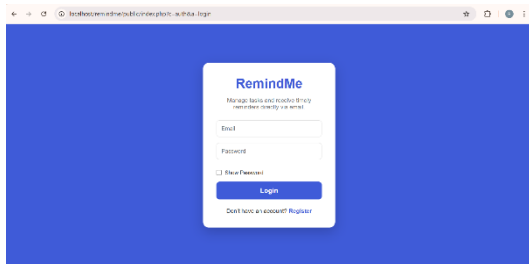 localhost/remindme/public/index.php?c=auth&a=login
RemindMe
Manage tasks and receive timely
reminders directly via email
Email
Password
Show Password
Login
Don't have an account? Register